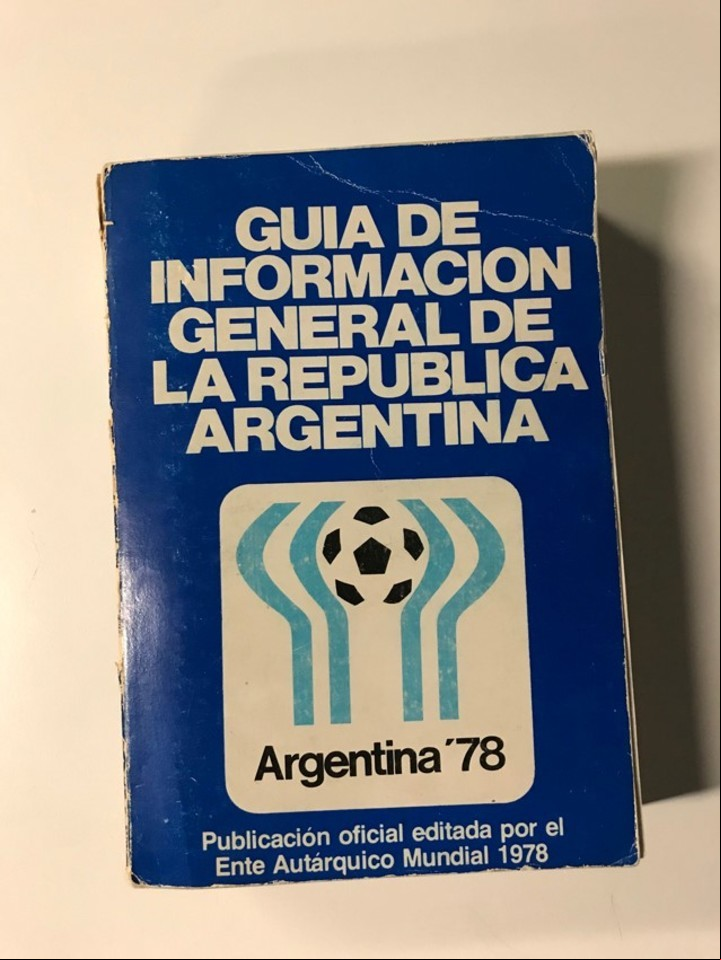 GUIA DE
INFORMACION
GENERAL DE
LA REPUBLICA
ARGENTINA
Argentina '78
Publicación oficial editada por el
Ente Autárquico Mundial 1978